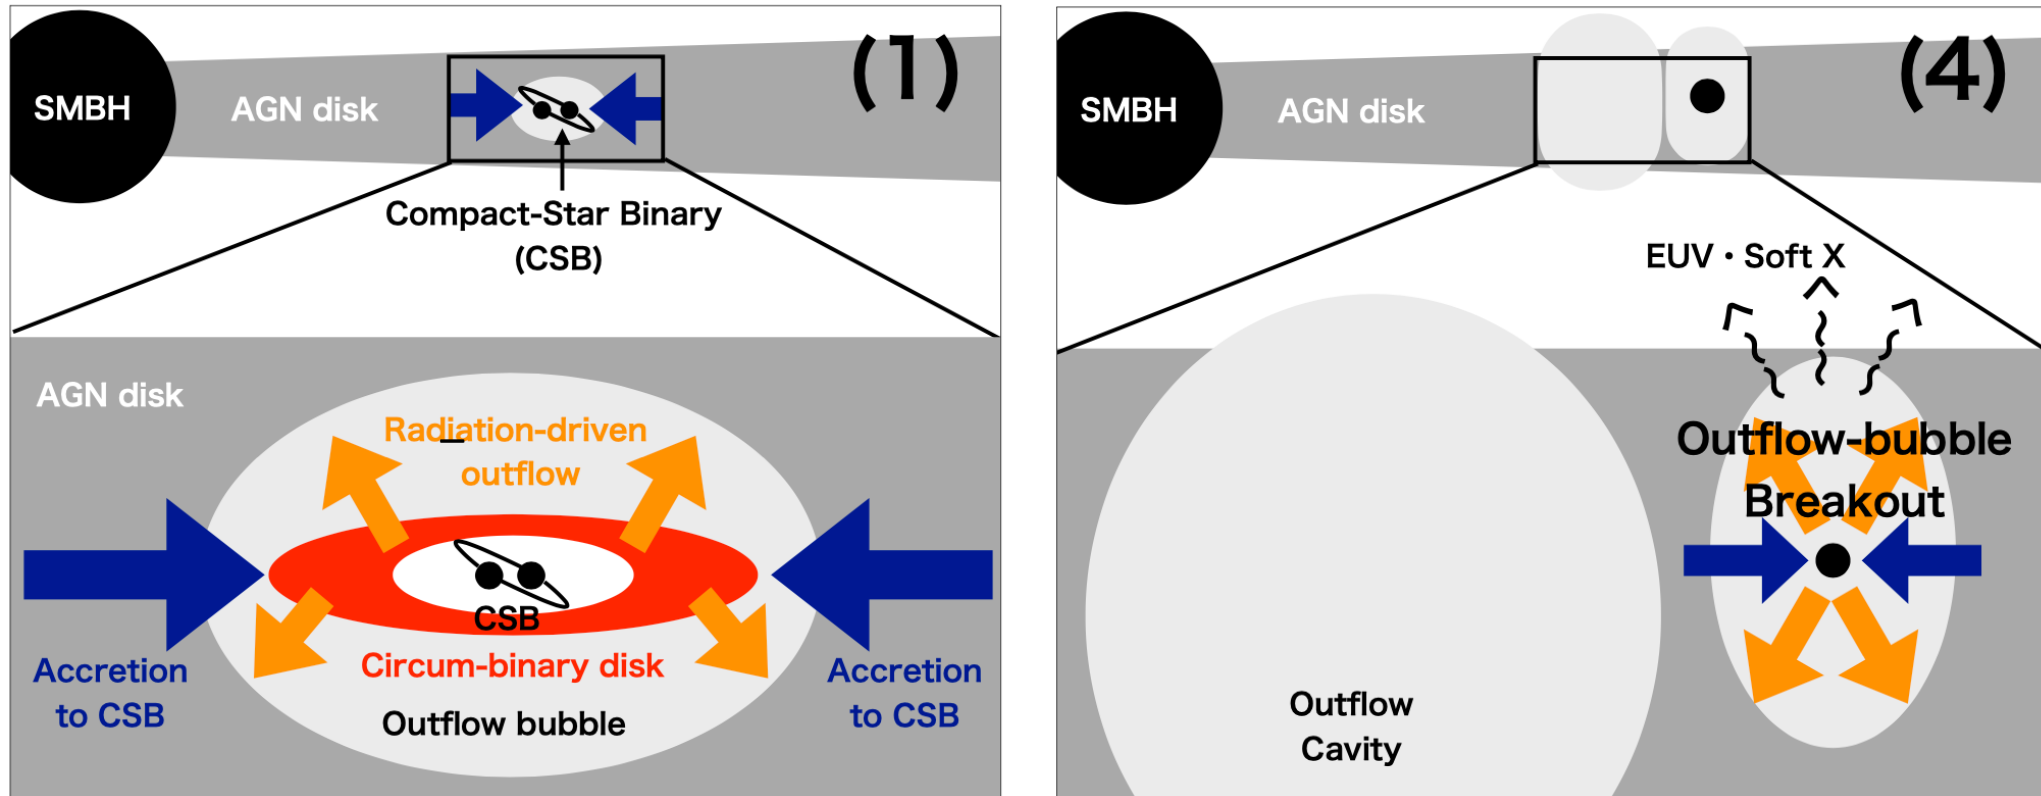 (1)
SMBH
AGN disk
Compact-Star Binary
(CSB)
AGN disk
Radiation-driven
outflow
CSB
Accretion
to CSB
Circum-binary disk
Outflow bubble
Accretion
to CSB
(4)
SMBH
AGN disk
EUV・Soft X
Outflow-bubble
Breakout
Outflow
Cavity